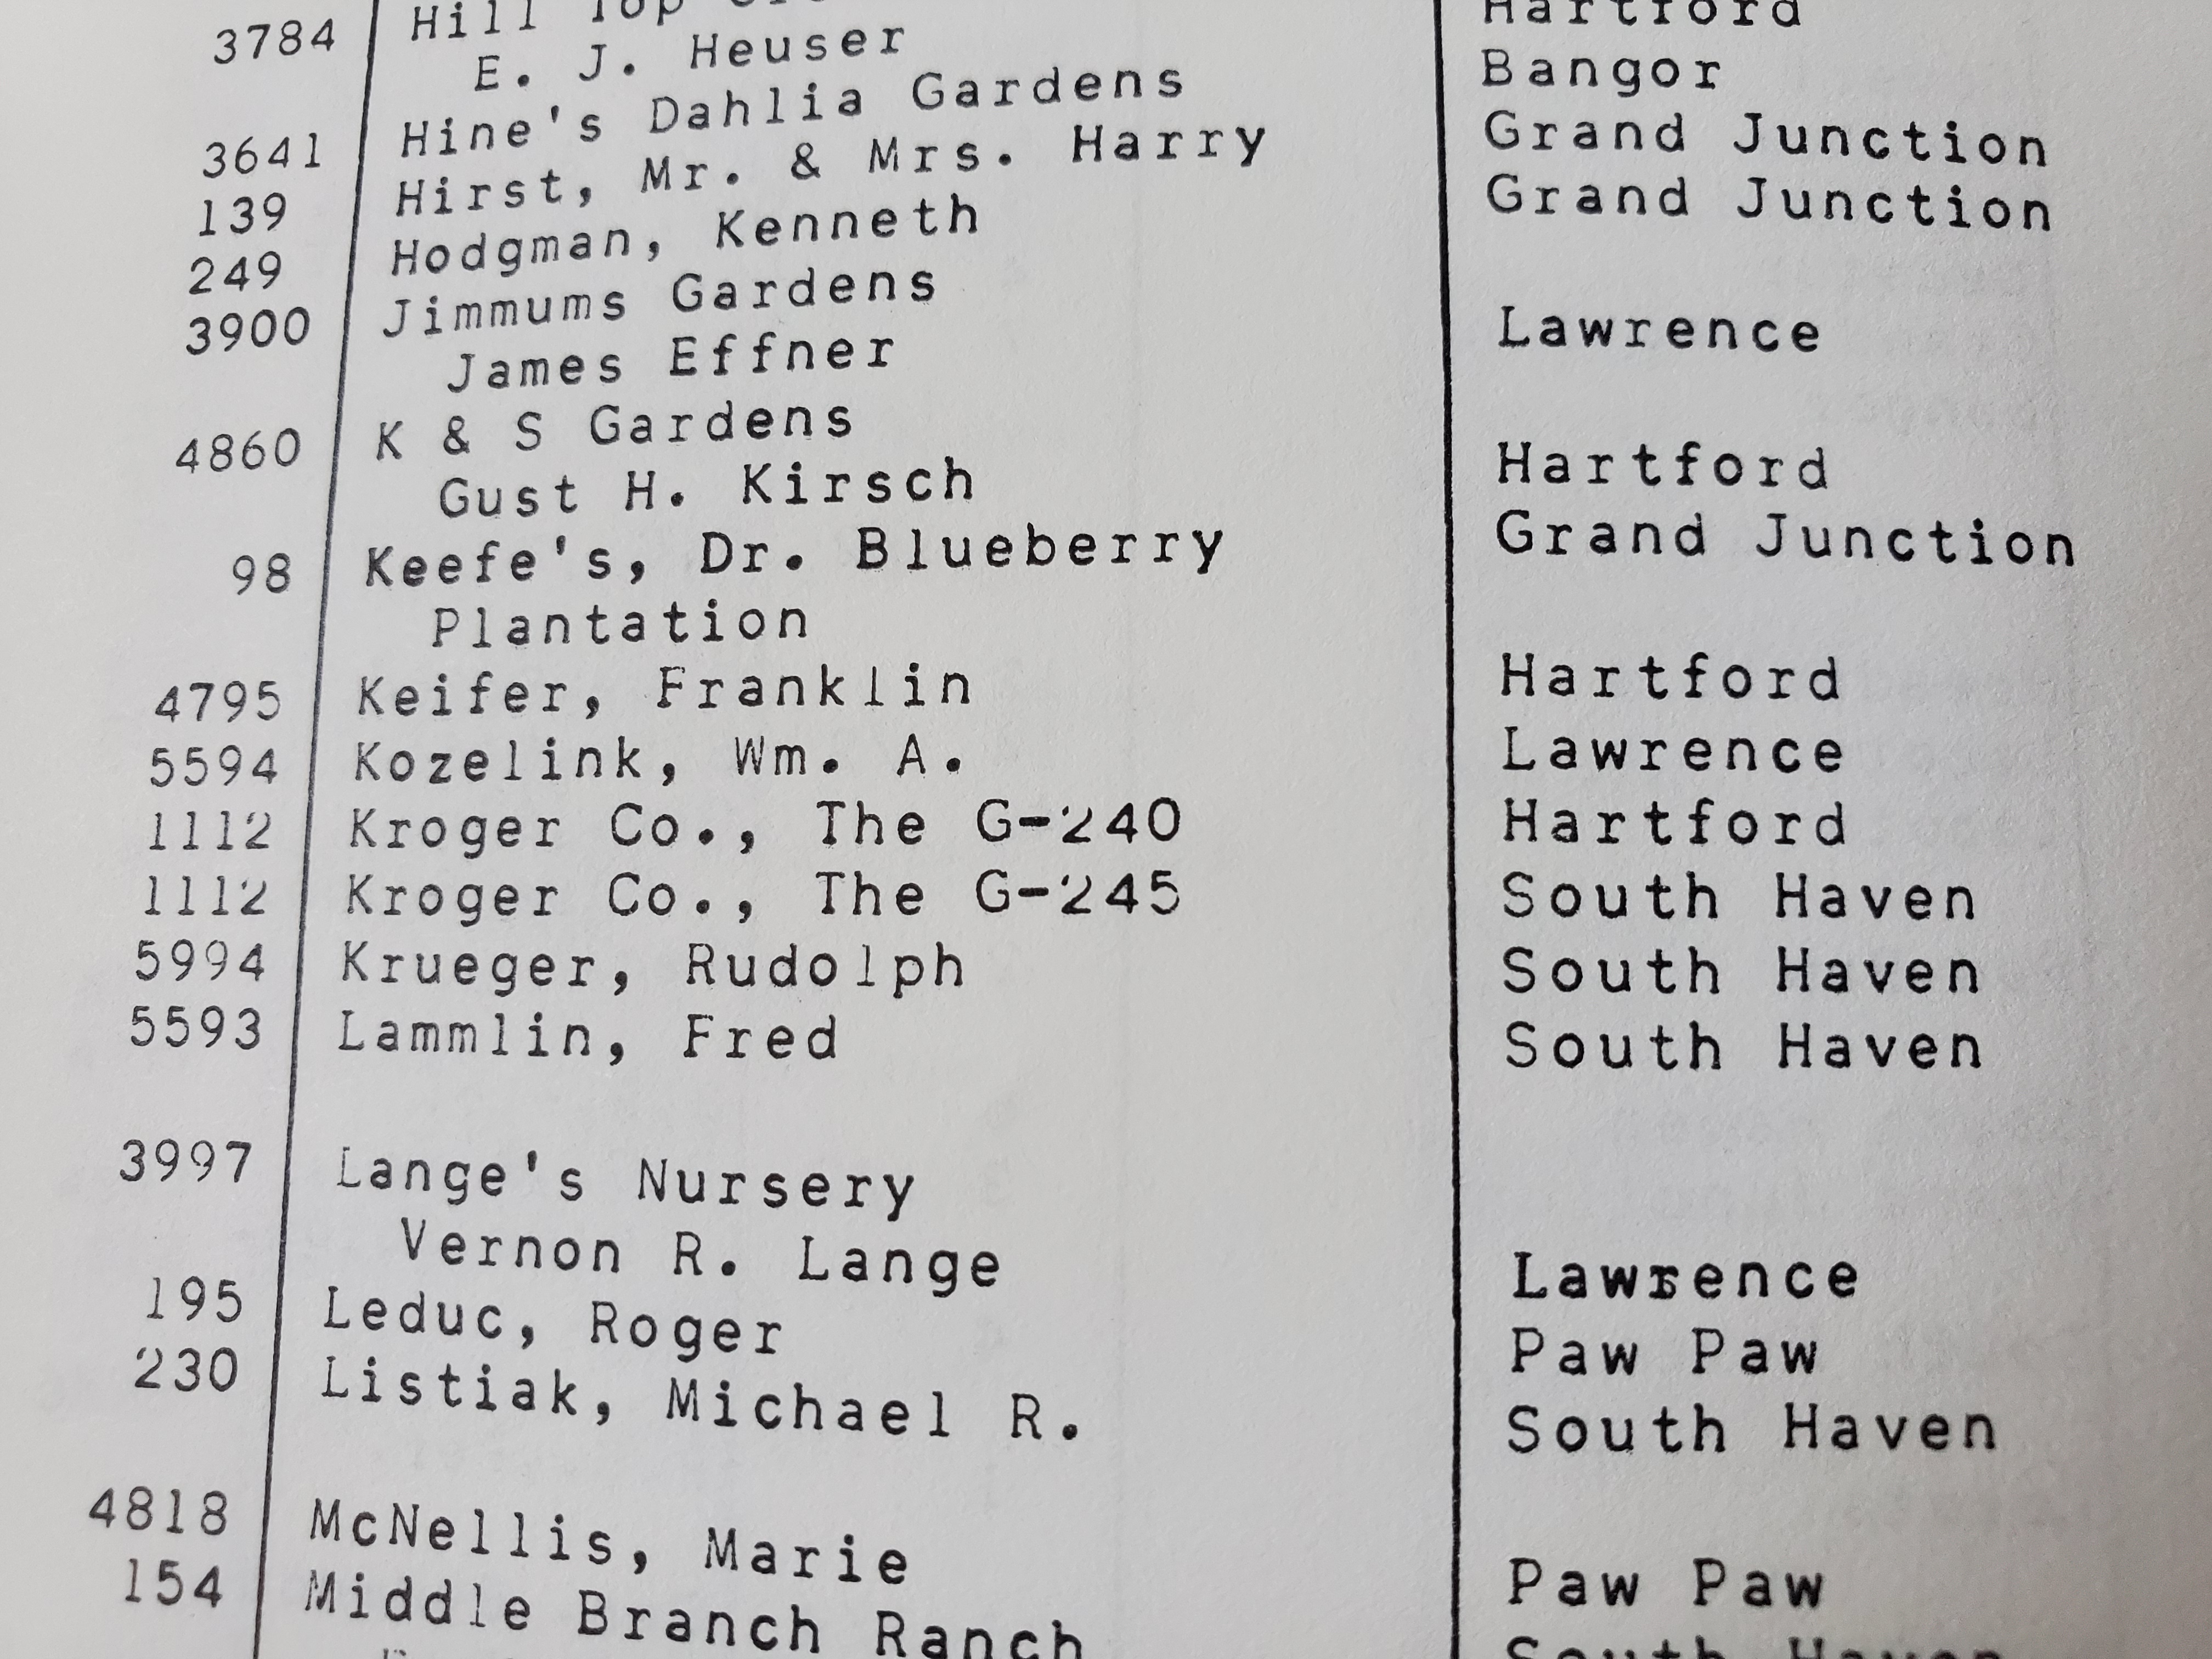 3784 Hill Top Hartford
E. J. Heuser
3641 Hine's Dahlia Gardens Bangor
139 Hirst, Mr. & Mrs. Harry Grand Junction
249 Hodgman, Kenneth Grand Junction
3900 Jimmums Gardens Lawrence
James Effner
4860 K & S Gardens Hartford
Gust H. Kirsch
98 Keefe's, Dr. Blueberry Grand Junction
Plantation
4795 Keifer, Franklin Hartford
5594 Kozelink, Wm. A. Lawrence
1112 Kroger Co., The G-240 Hartford
1112 Kroger Co., The G-245 South Haven
5994 Krueger, Rudolph South Haven
5593 Lammlin, Fred South Haven
3997 Lange's Nursery
Vernon R. Lange Lawrence
195 Leduc, Roger Paw Paw
230 Listiak, Michael R. South Haven
4818 McNellis, Marie Paw Paw
154 Middle Branch Ranch South Haven